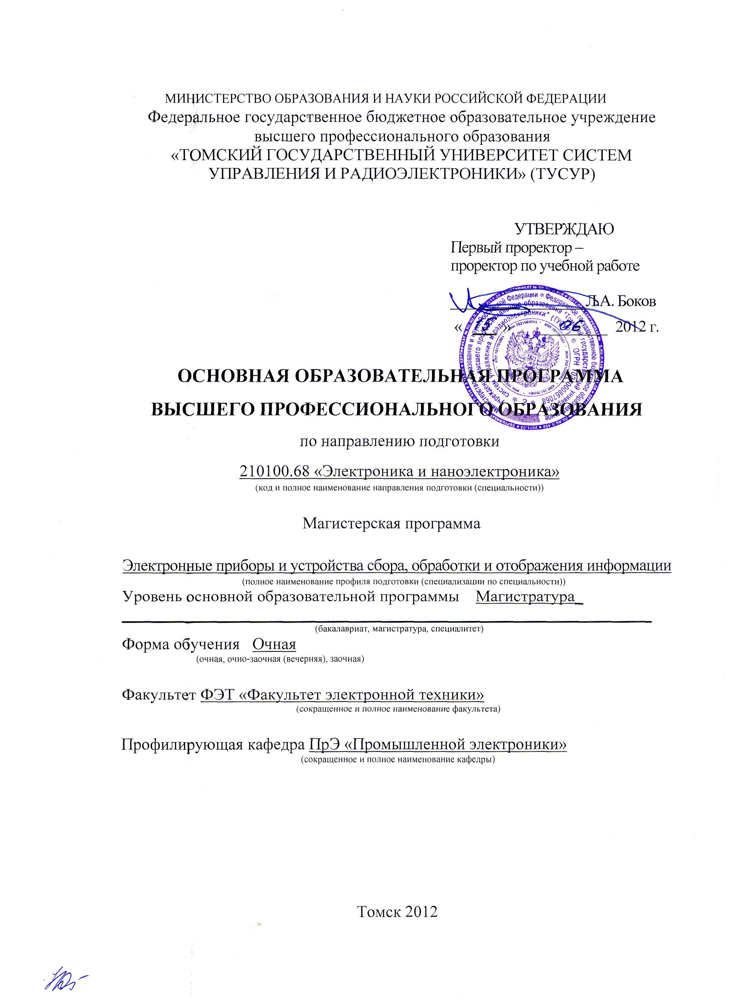 МИНИСТЕРСТВО ОБРАЗОВАНИЯ И НАУКИ РОССИЙСКОЙ ФЕДЕРАЦИИ
Федеральное государственное бюджетное образовательное учреждение
высшего профессионального образования
«ТОМСКИЙ ГОСУДАРСТВЕННЫЙ УНИВЕРСИТЕТ СИСТЕМ
УПРАВЛЕНИЯ И РАДИОЭЛЕКТРОНИКИ» (ТУСУР)
УТВЕРЖДАЮ
Первый проректор –
проректор по учебной работе
Л.А. Боков
« » 06 2012 г.
ОСНОВНАЯ ОБРАЗОВАТЕЛЬНАЯ ПРОГРАММА
ВЫСШЕГО ПРОФЕССИОНАЛЬНОГО ОБРАЗОВАНИЯ
по направлению подготовки
210100.68 «Электроника и наноэлектроника»
(код и полное наименование направления подготовки (специальности))
Магистерская программа
Электронные приборы и устройства сбора, обработки и отображения информации
(полное наименование профиля подготовки (специализации по специальности))
Уровень основной образовательной программы Магистратура_
(бакалавриат, магистратура, специалитет)
Форма обучения Очная
(очная, очно-заочная (вечерняя), заочная)
Факультет ФЭТ «Факультет электронной техники»
(сокращенное и полное наименование факультета)
Профилирующая кафедра ПрЭ «Промышленной электроники»
(сокращенное и полное наименование кафедры)
Томск 2012